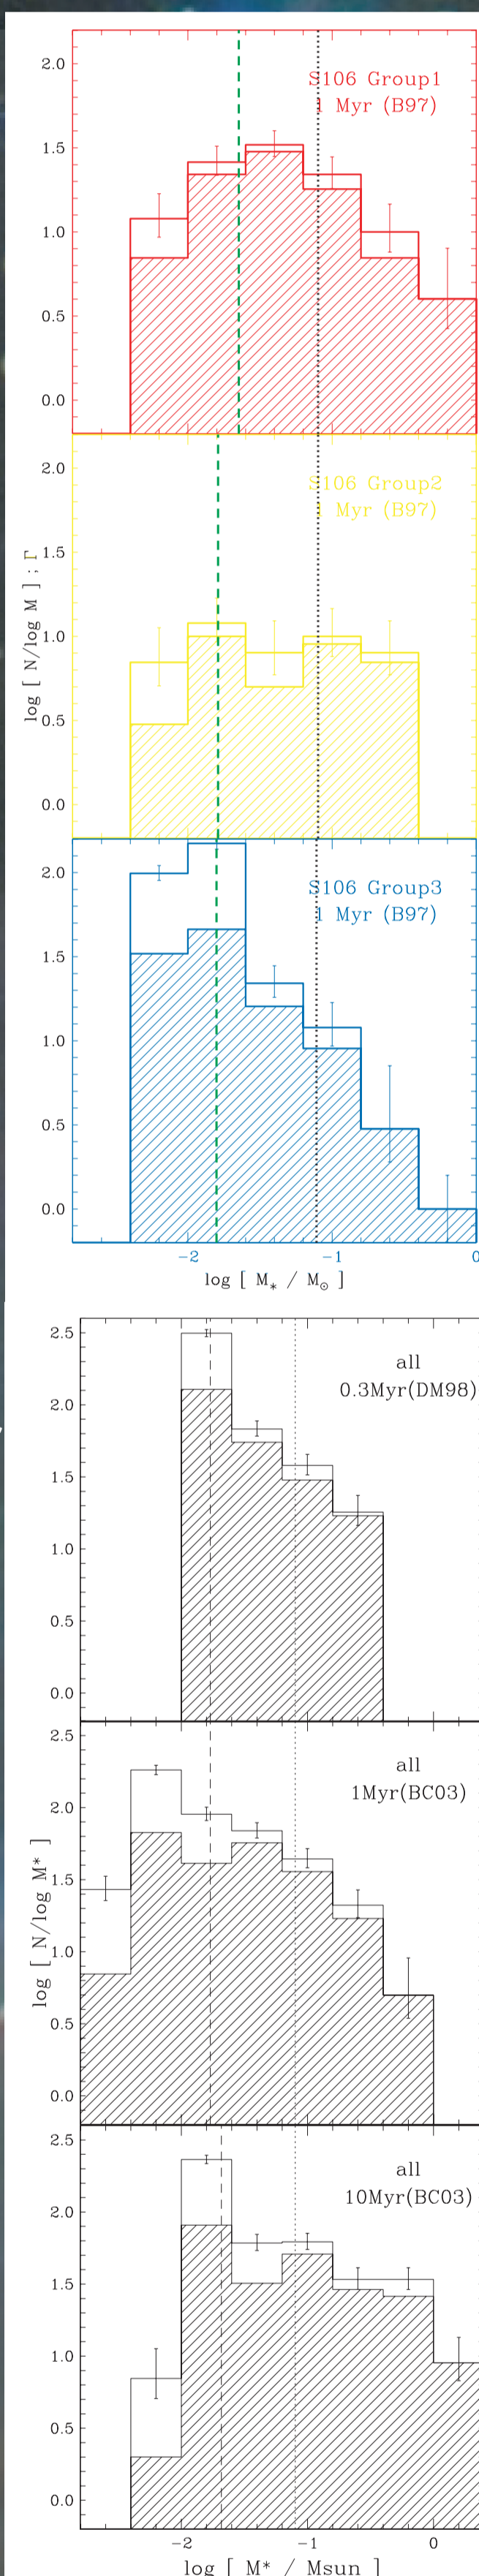 S106 Group1
1 Myr (B97)
2.0
1.5
1.0
0.5
0.0
S106 Group2
1 Myr (B97)
2.0
1.5
1.0
0.5
0.0
log [ N/log M ] ; Γ
S106 Group3
1 Myr (B97)
2.0
1.5
1.0
0.5
0.0
−2 −1 0
log [ M* / M⊙ ]
all
0.3Myr(DM98)
2.5
2.0
1.5
1.0
0.5
0.0
all
1Myr(BC03)
2.5
2.0
1.5
1.0
0.5
0.0
log [ N/log M* ]
all
10Myr(BC03)
2.5
2.0
1.5
1.0
0.5
0.0
−2 −1 0
log [ M* / Msun ]